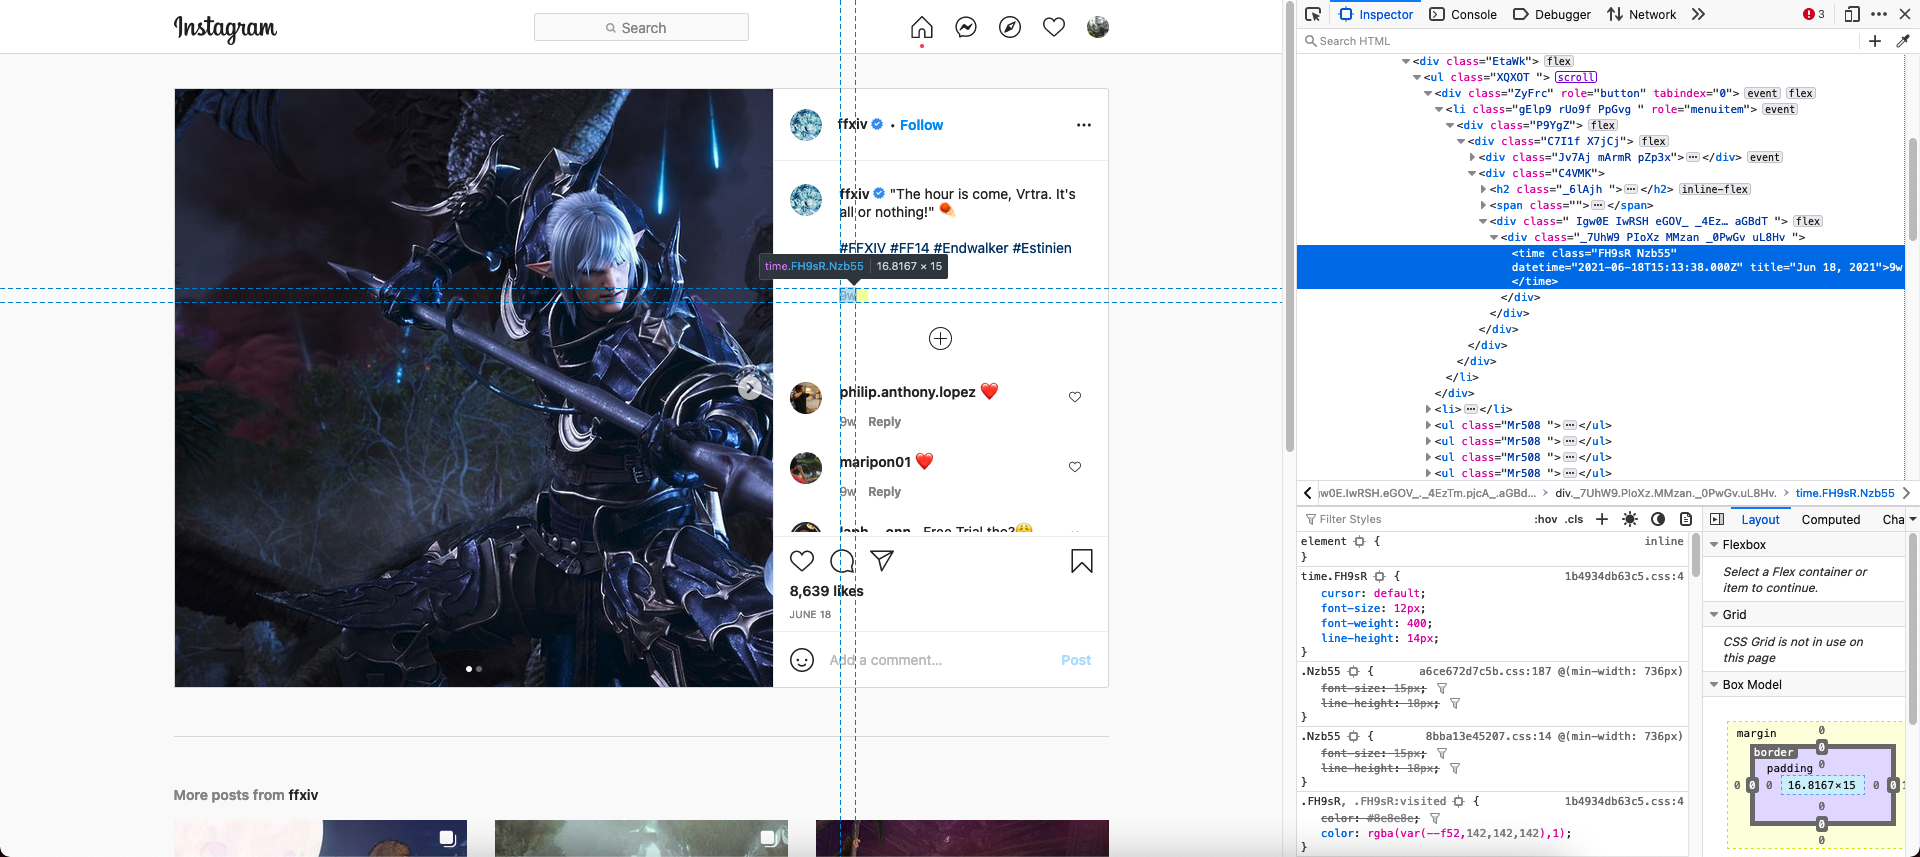 Instagram
Search
ffxiv • Follow
ffxiv "The hour is come, Vrtra. It's
all or nothing!"
#FFXIV #FF14 #Endwalker #Estinien
time.FH9sR.Nzb55 16.8167 × 15
9w
philip.anthony.lopez
9w Reply
maripon01
9w Reply
8,639 likes
JUNE 18
Add a comment... Post
More posts from ffxiv
Inspector Console Debugger Network 3
Search HTML
<div class="EtaWk"> flex
<ul class="XQXOT "> scroll
<div class="ZyFrc" role="button" tabindex="0"> event flex
<li class="gElp9 rUo9f PpGvg " role="menuitem"> event
<div class="P9YgZ"> flex
<div class="C7I1f X7jCj"> flex
<div class="Jv7Aj mArmR pZp3x">⋯</div> event
<div class="C4VMK">
<h2 class="_6lAjh ">⋯</h2> inline-flex
<span class="">⋯</span>
<div class=" Igw0E IwRSH eGOV_ _4Ez… aGBdT "> flex
<div class="_7UhW9 PIoXz MMzan _0PwGv uL8Hv ">
<time class="FH9sR Nzb55"
datetime="2021-06-18T15:13:38.000Z" title="Jun 18, 2021">9w
</time>
</div>
</div>
</div>
</div>
</div>
</li>
</div>
<li>⋯</li>
<ul class="Mr508 ">⋯</ul>
<ul class="Mr508 ">⋯</ul>
<ul class="Mr508 ">⋯</ul>
<ul class="Mr508 ">⋯</ul>
gw0E.IwRSH.eGOV_._4EzTm.pjcA_.aGBd… div._7UhW9.PIoXz.MMzan._0PwGv.uL8Hv. time.FH9sR.Nzb55
Filter Styles :hov .cls
element { inline
}
time.FH9sR { 1b4934db63c5.css:4
cursor: default;
font-size: 12px;
font-weight: 400;
line-height: 14px;
}
.Nzb55 { a6ce672d7c5b.css:187 @(min-width: 736px)
font-size: 15px;
line-height: 18px;
}
.Nzb55 { 8bba13e45207.css:14 @(min-width: 736px)
font-size: 15px;
line-height: 18px;
}
.FH9sR, .FH9sR:visited { 1b4934db63c5.css:4
color: #8e8e8e;
color: rgba(var(--f52,142,142,142),1);
}
Layout Computed Cha
Flexbox
Select a Flex container or
item to continue.
Grid
CSS Grid is not in use on
this page
Box Model
margin 0
border 0
padding 0
0 0 0 16.8167×15 0 0
0
0
0